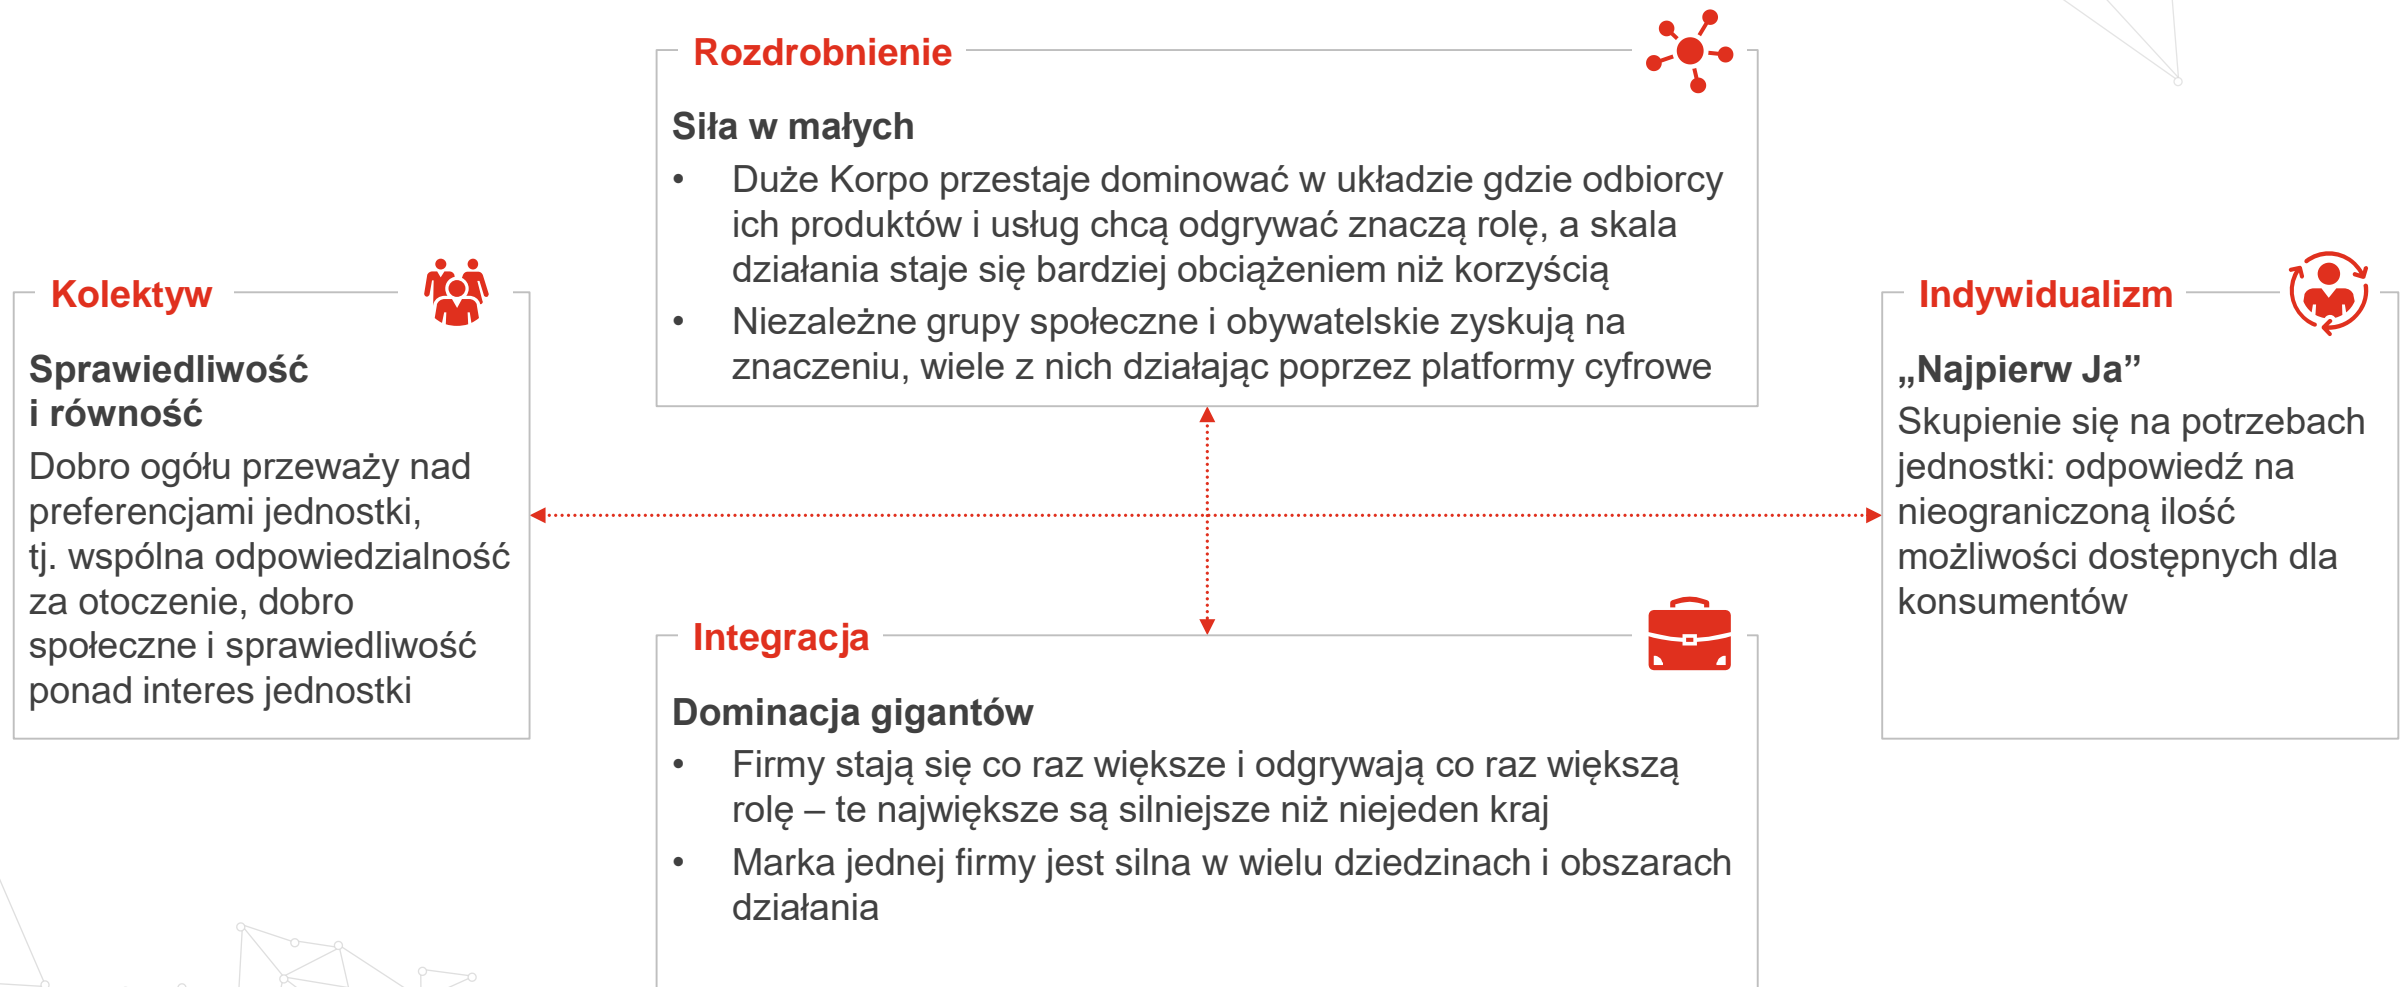 Rozdrobnienie
Siła w małych
• Duże Korpo przestaje dominować w układzie gdzie odbiorcy
ich produktów i usług chcą odgrywać znaczą rolę, a skala
działania staje się bardziej obciążeniem niż korzyścią
• Niezależne grupy społeczne i obywatelskie zyskują na
znaczeniu, wiele z nich działając poprzez platformy cyfrowe
Kolektyw
Sprawiedliwość
i równość
Dobro ogółu przeważy nad
preferencjami jednostki,
tj. wspólna odpowiedzialność
za otoczenie, dobro
społeczne i sprawiedliwość
ponad interes jednostki
Indywidualizm
„Najpierw Ja”
Skupienie się na potrzebach
jednostki: odpowiedź na
nieograniczoną ilość
możliwości dostępnych dla
konsumentów
Integracja
Dominacja gigantów
• Firmy stają się co raz większe i odgrywają co raz większą
rolę – te największe są silniejsze niż niejeden kraj
• Marka jednej firmy jest silna w wielu dziedzinach i obszarach
działania